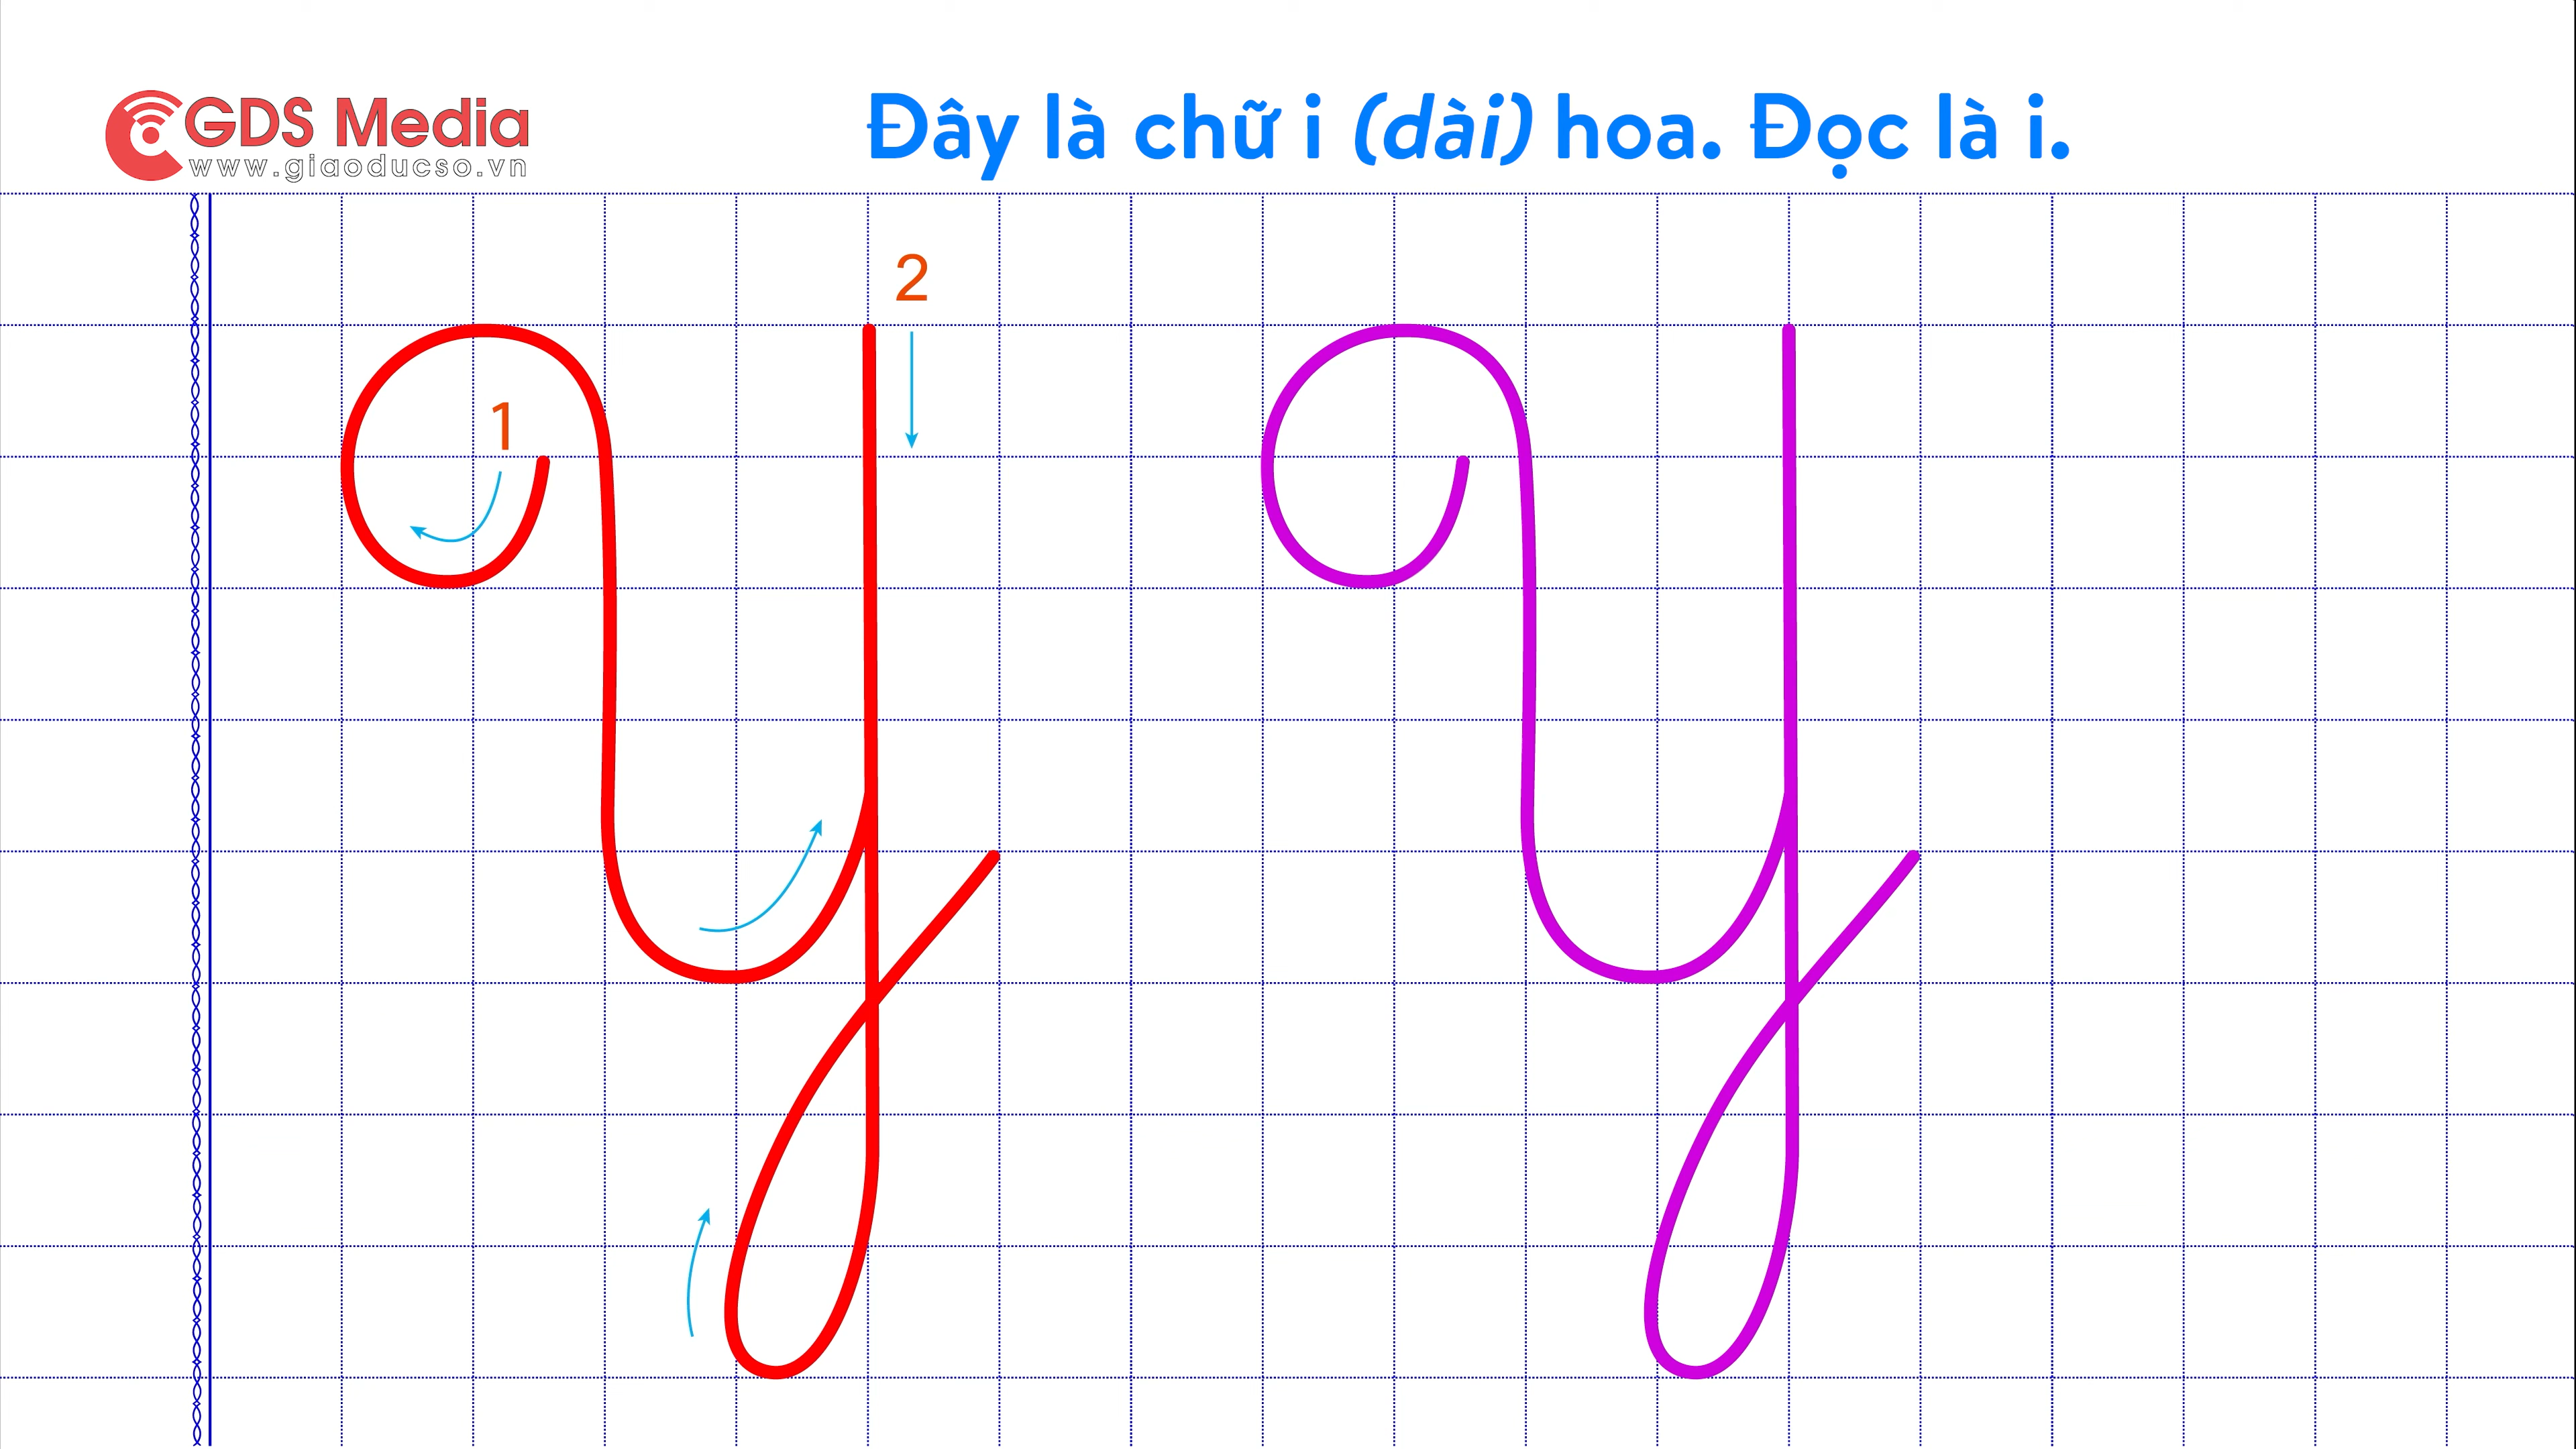 GDS Media
www.giaoducso.vn
Đây là chữ i (dài) hoa. Đọc là i.
2
1
Y Y